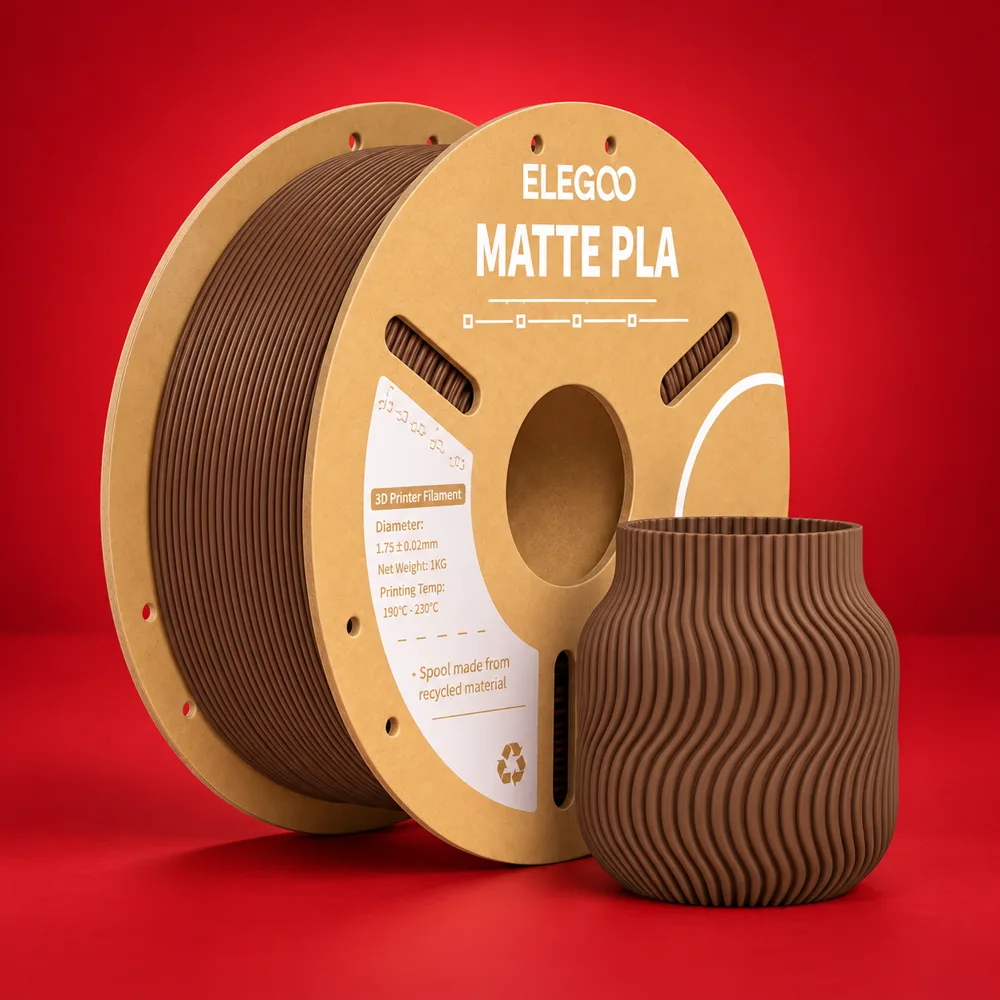 ELEGOO
MATTE PLA
3D Printer Filament
Diameter:
1.75±0.02mm
Net Weight: 1KG
Printing Temp:
190°C - 230°C
• Spool made from
recycled material